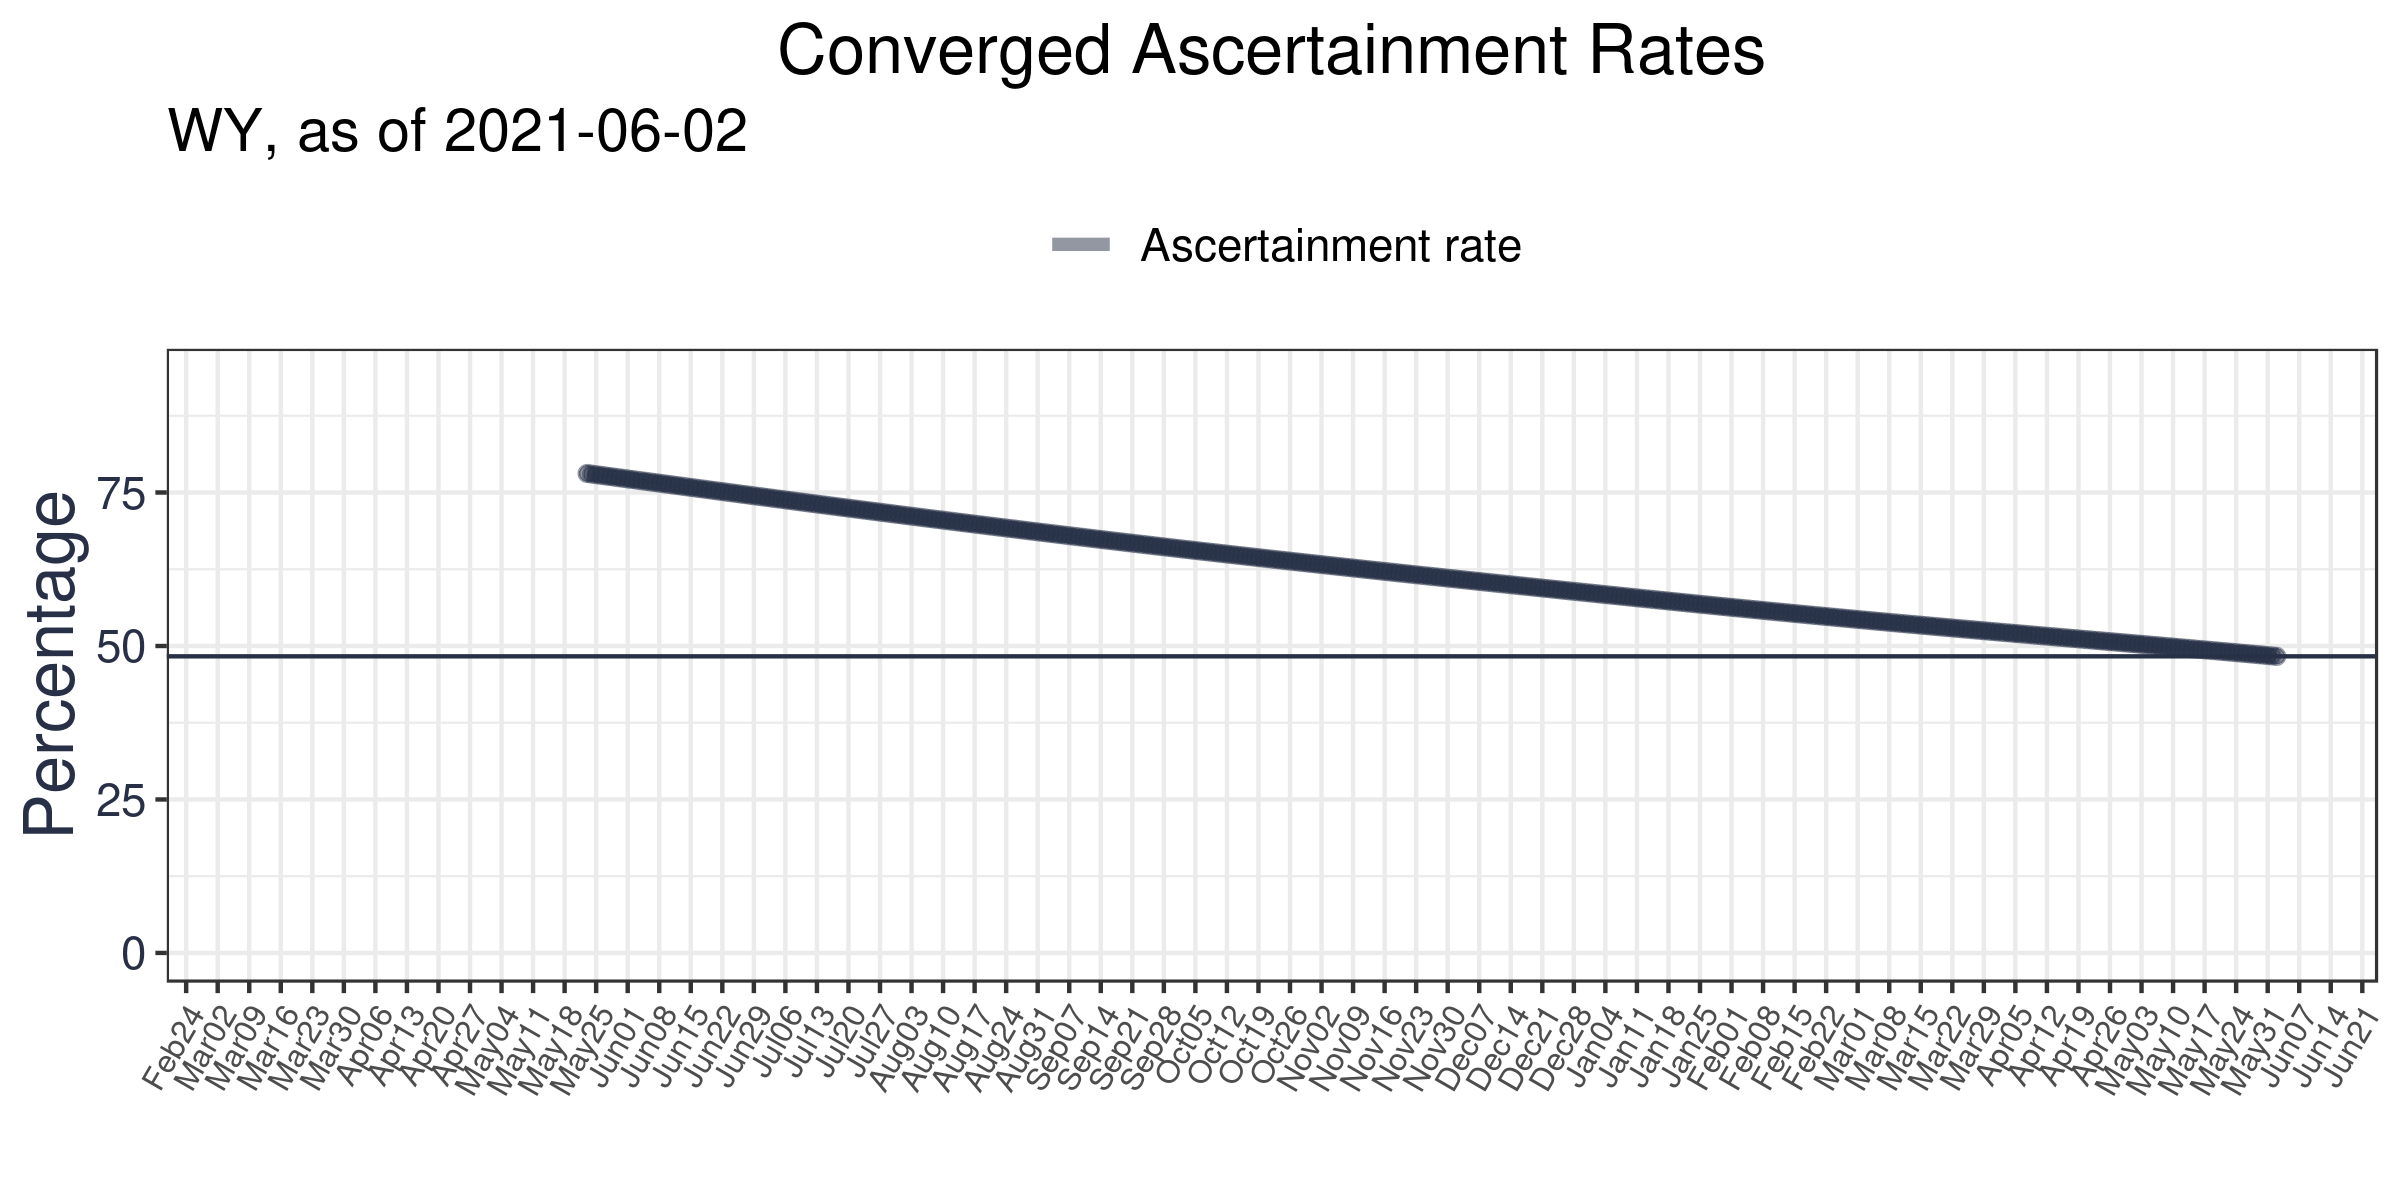 Converged Ascertainment Rates
WY, as of 2021-06-02
Ascertainment rate
Percentage
75
50
25
0
Feb24 Mar02 Mar09 Mar16 Mar23 Mar30 Apr06 Apr13 Apr20 Apr27 May04 May11 May18 May25 Jun01 Jun08 Jun15 Jun22 Jun29 Jul06 Jul13 Jul20 Jul27 Aug03 Aug10 Aug17 Aug24 Aug31 Sep07 Sep14 Sep21 Sep28 Oct05 Oct12 Oct19 Oct26 Nov02 Nov09 Nov16 Nov23 Nov30 Dec07 Dec14 Dec21 Dec28 Jan04 Jan11 Jan18 Jan25 Feb01 Feb08 Feb15 Feb22 Mar01 Mar08 Mar15 Mar22 Mar29 Apr05 Apr12 Apr19 Apr26 May03 May10 May17 May24 May31 Jun07 Jun14 Jun21